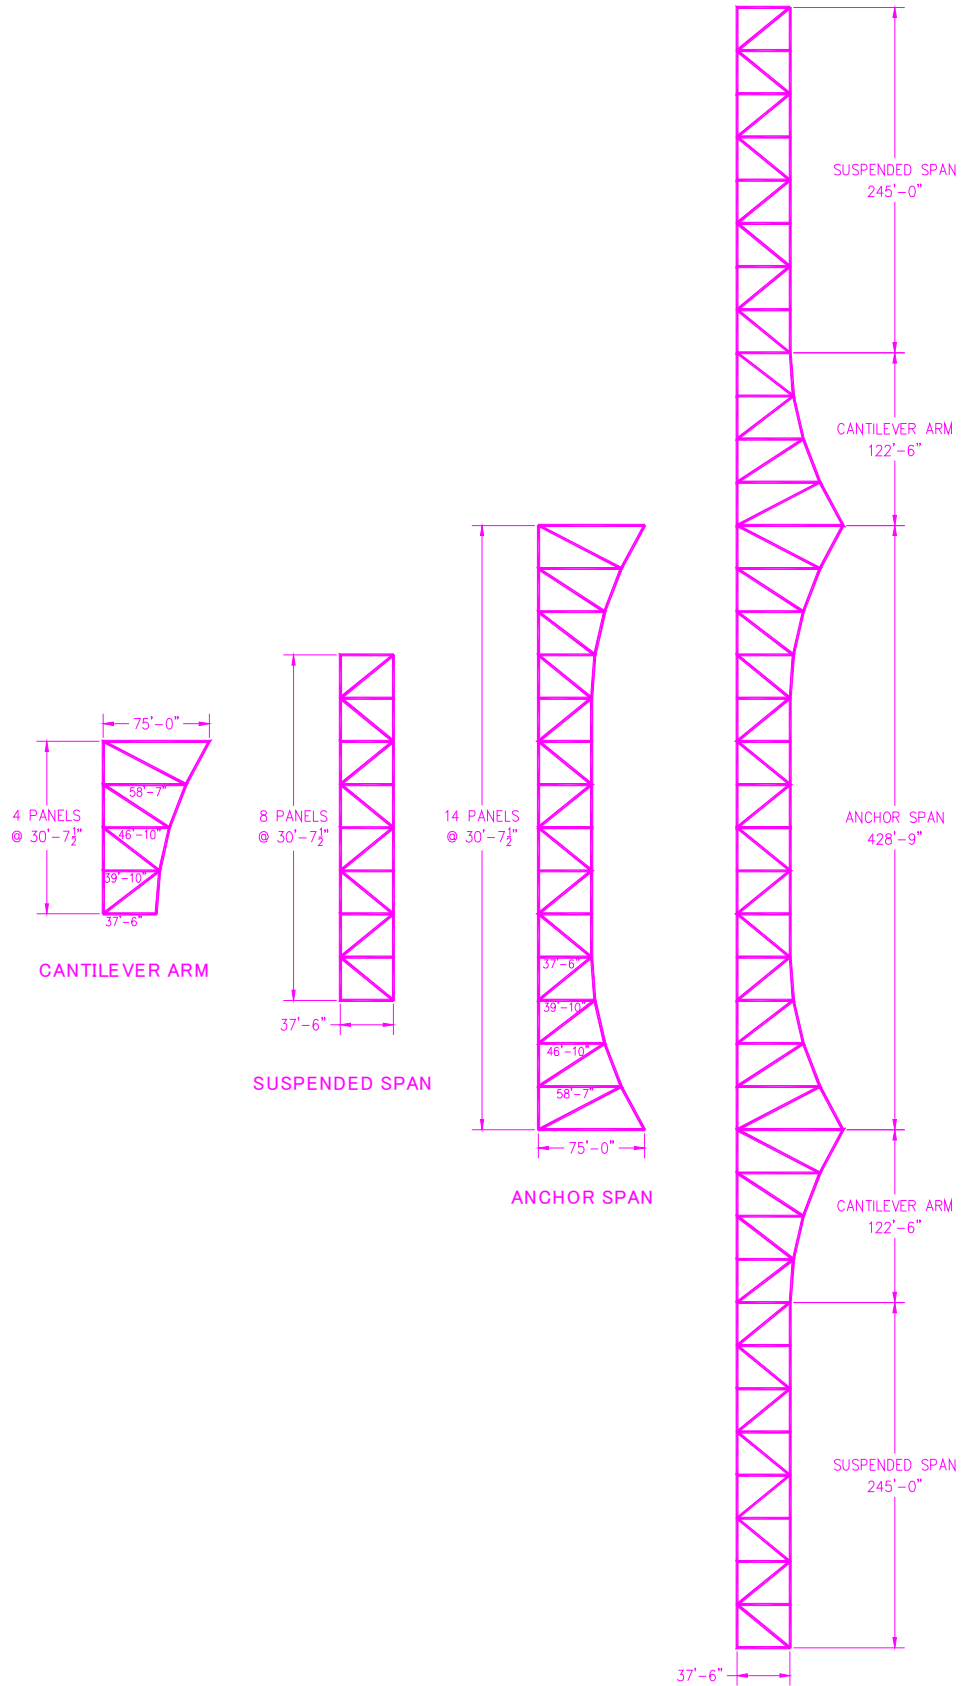 75'-0"
4 PANELS
@ 30'-7½"
58'-7"
46'-10"
39'-10"
37'-6"
CANTILEVER ARM
8 PANELS
@ 30'-7½"
37'-6"
SUSPENDED SPAN
14 PANELS
@ 30'-7½"
37'-6"
39'-10"
46'-10"
58'-7"
75'-0"
ANCHOR SPAN
SUSPENDED SPAN
245'-0"
CANTILEVER ARM
122'-6"
ANCHOR SPAN
428'-9"
CANTILEVER ARM
122'-6"
SUSPENDED SPAN
245'-0"
37'-6"